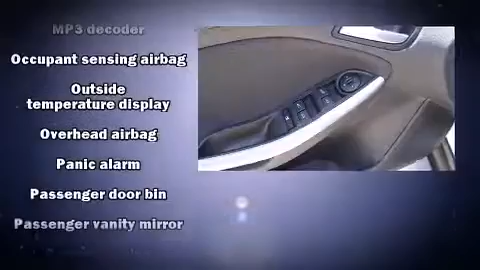 MP3 decoder
Occupant sensing airbag
Outside
temperature display
Overhead airbag
Panic alarm
Passenger door bin
Passenger vanity mirror